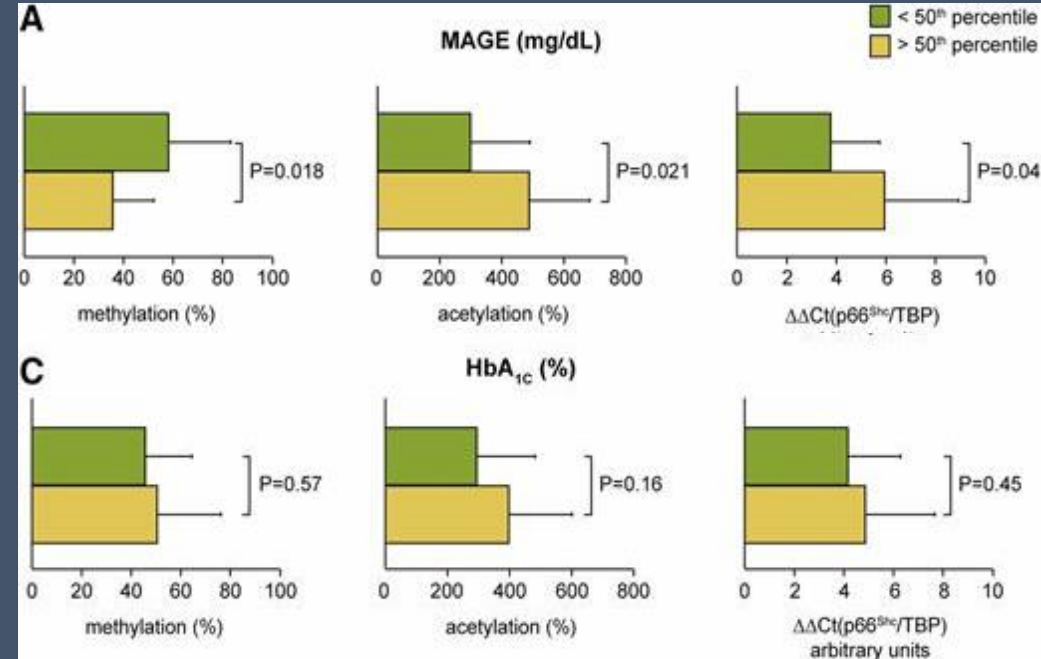 A
MAGE (mg/dL)
< 50th percentile
> 50th percentile
P=0.018
0 20 40 60 80 100
methylation (%)
P=0.021
0 200 400 600 800
acetylation (%)
P=0.04
0 2 4 6 8 10
ΔΔCt(p66Shc/TBP)
C
HbA1C (%)
P=0.57
0 20 40 60 80 100
methylation (%)
P=0.16
0 200 400 600 800
acetylation (%)
P=0.45
0 2 4 6 8 10
ΔΔCt(p66Shc/TBP)
arbitrary units